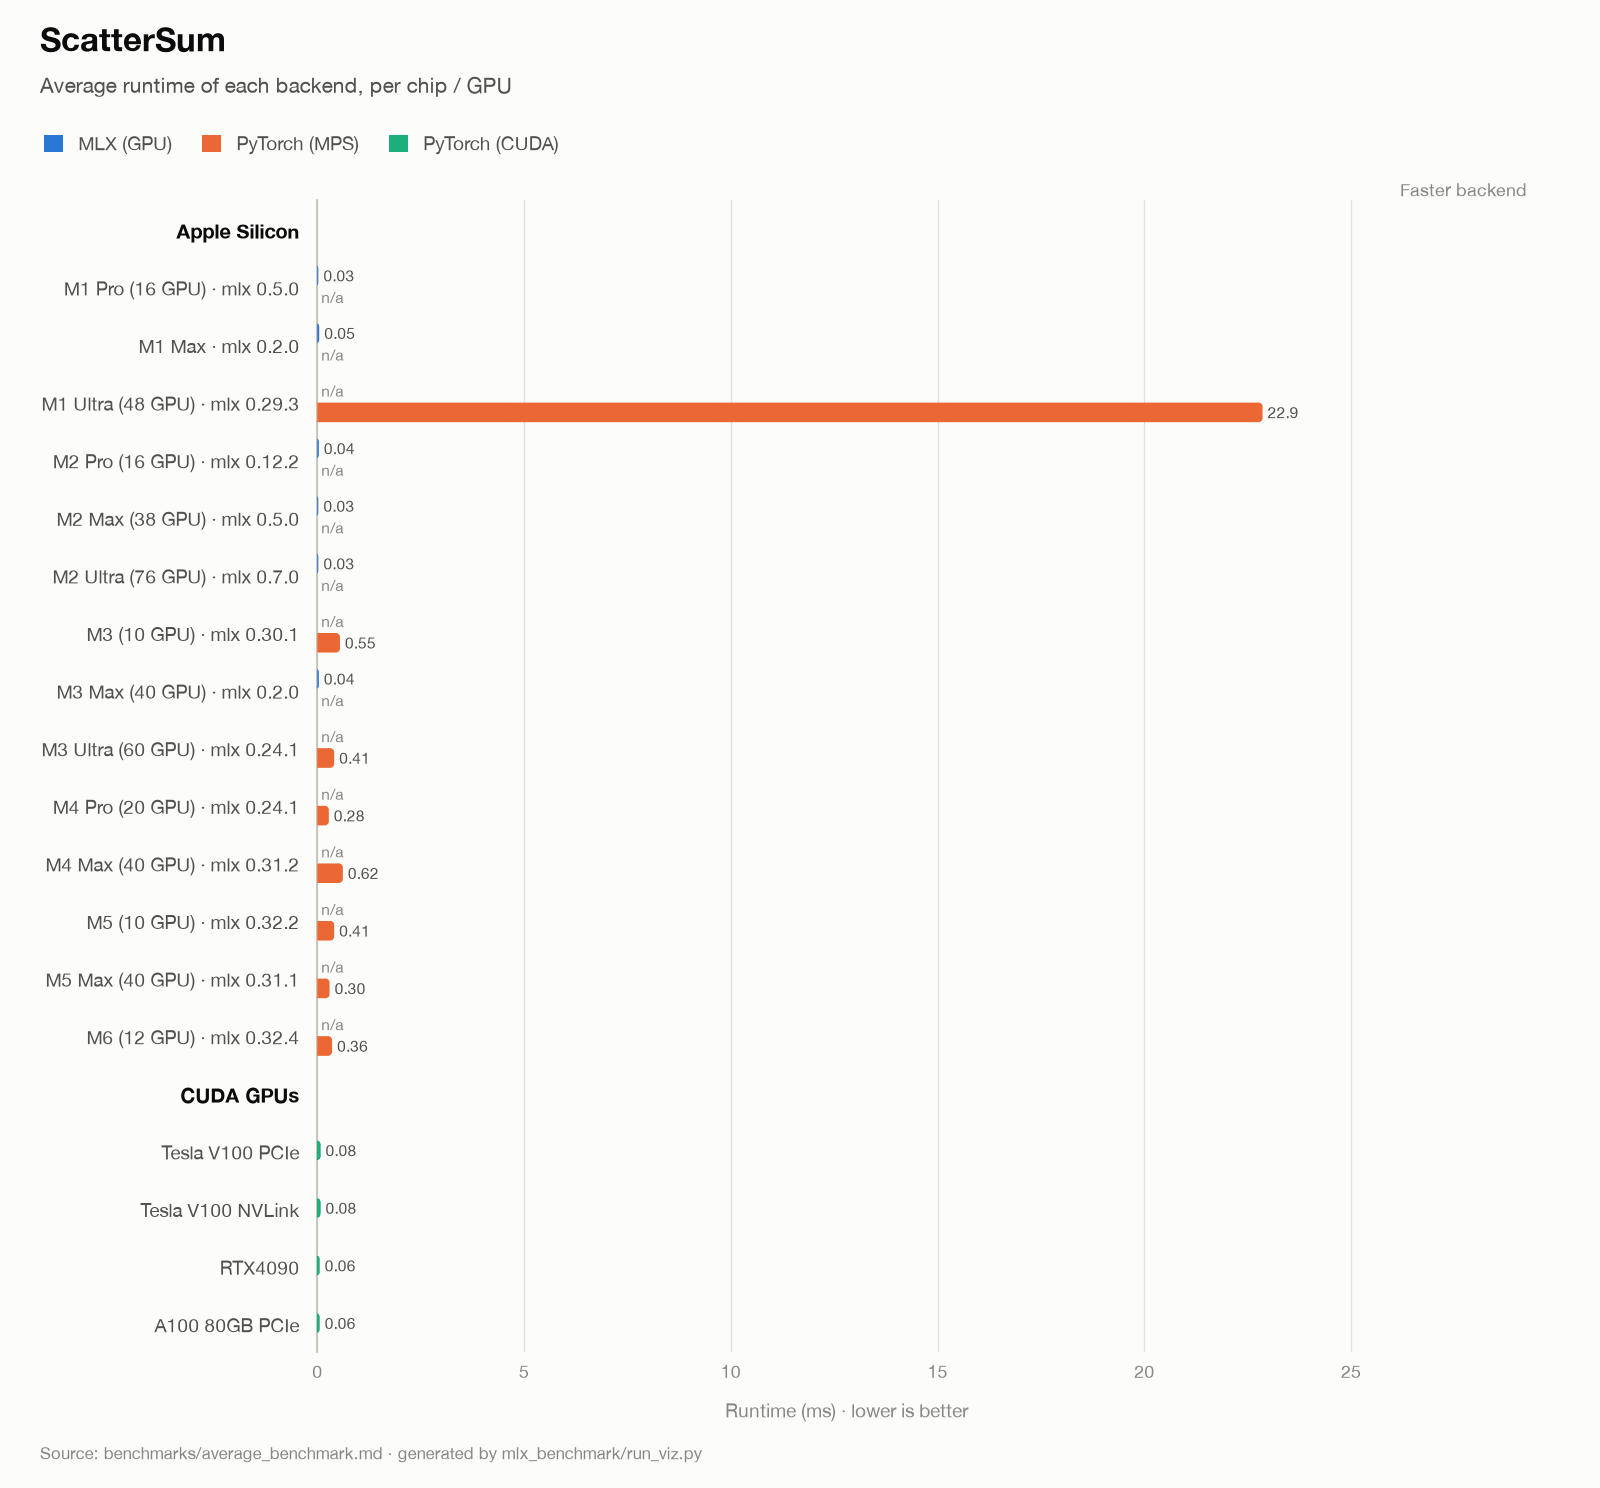 ScatterSum
Average runtime of each backend, per chip / GPU
MLX (GPU) PyTorch (MPS) PyTorch (CUDA)
Faster backend
Apple Silicon
M1 Pro (16 GPU) · mlx 0.5.0 0.03
n/a
M1 Max · mlx 0.2.0 0.05
n/a
M1 Ultra (48 GPU) · mlx 0.29.3 n/a
22.9
M2 Pro (16 GPU) · mlx 0.12.2 0.04
n/a
M2 Max (38 GPU) · mlx 0.5.0 0.03
n/a
M2 Ultra (76 GPU) · mlx 0.7.0 0.03
n/a
M3 (10 GPU) · mlx 0.30.1 n/a
0.55
M3 Max (40 GPU) · mlx 0.2.0 0.04
n/a
M3 Ultra (60 GPU) · mlx 0.24.1 n/a
0.41
M4 Pro (20 GPU) · mlx 0.24.1 n/a
0.28
M4 Max (40 GPU) · mlx 0.31.2 n/a
0.62
M5 (10 GPU) · mlx 0.32.2 n/a
0.41
M5 Max (40 GPU) · mlx 0.31.1 n/a
0.30
M6 (12 GPU) · mlx 0.32.4 n/a
0.36
CUDA GPUs
Tesla V100 PCIe 0.08
Tesla V100 NVLink 0.08
RTX4090 0.06
A100 80GB PCIe 0.06
0 5 10 15 20 25
Runtime (ms) · lower is better
Source: benchmarks/average_benchmark.md · generated by mlx_benchmark/run_viz.py